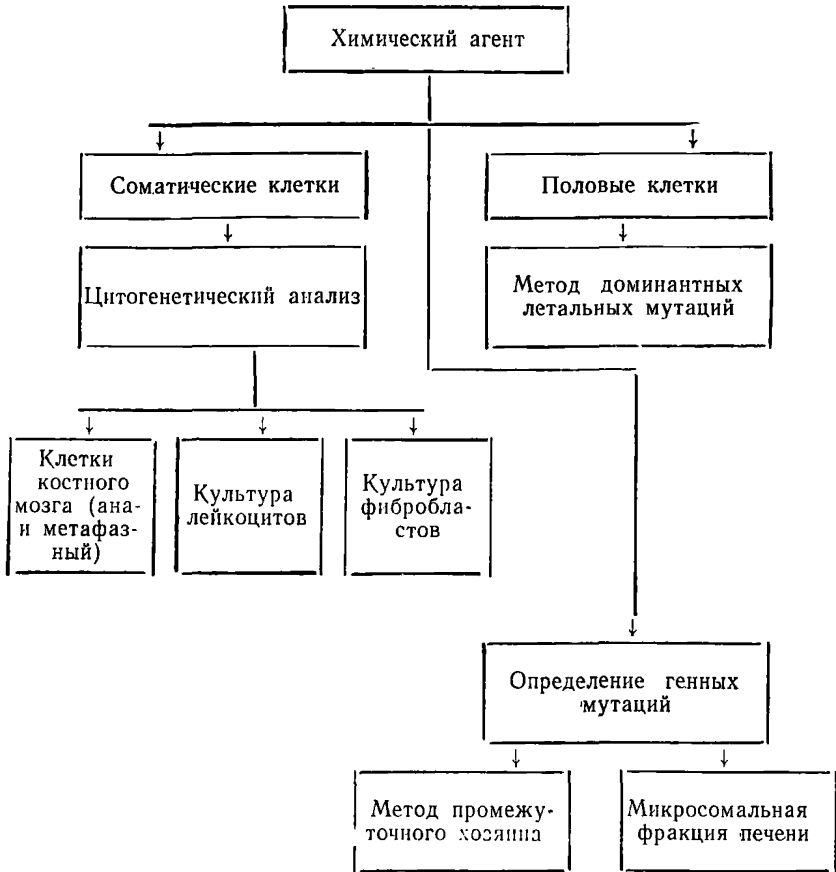 Химический агент
Соматические клетки
Половые клетки
Цитогенетический анализ
Метод доминантных
летальных мутаций
Клетки
костного
мозга (ана-
и метафаз-
ный)
Культура
лейкоцитов
Культура
фибробла-
стов
Определение генных
мутаций
Метод промежу-
точного хозяина
Микросомальная
фракция печени